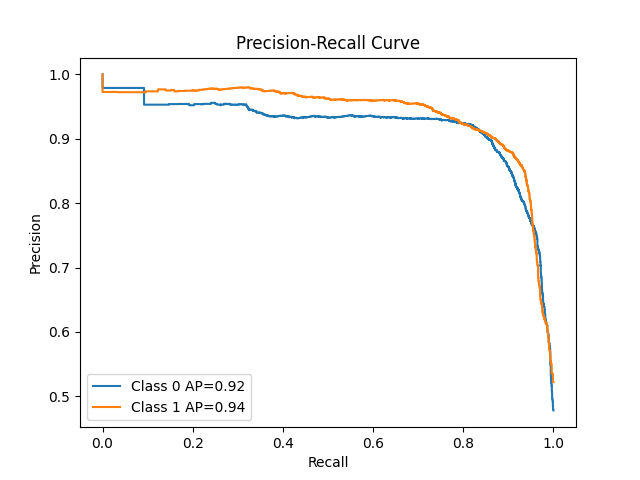 Precision-Recall Curve
1.0
0.9
0.8
0.7
0.6
0.5
Precision
Class 0 AP=0.92
Class 1 AP=0.94
0.0 0.2 0.4 0.6 0.8 1.0
Recall